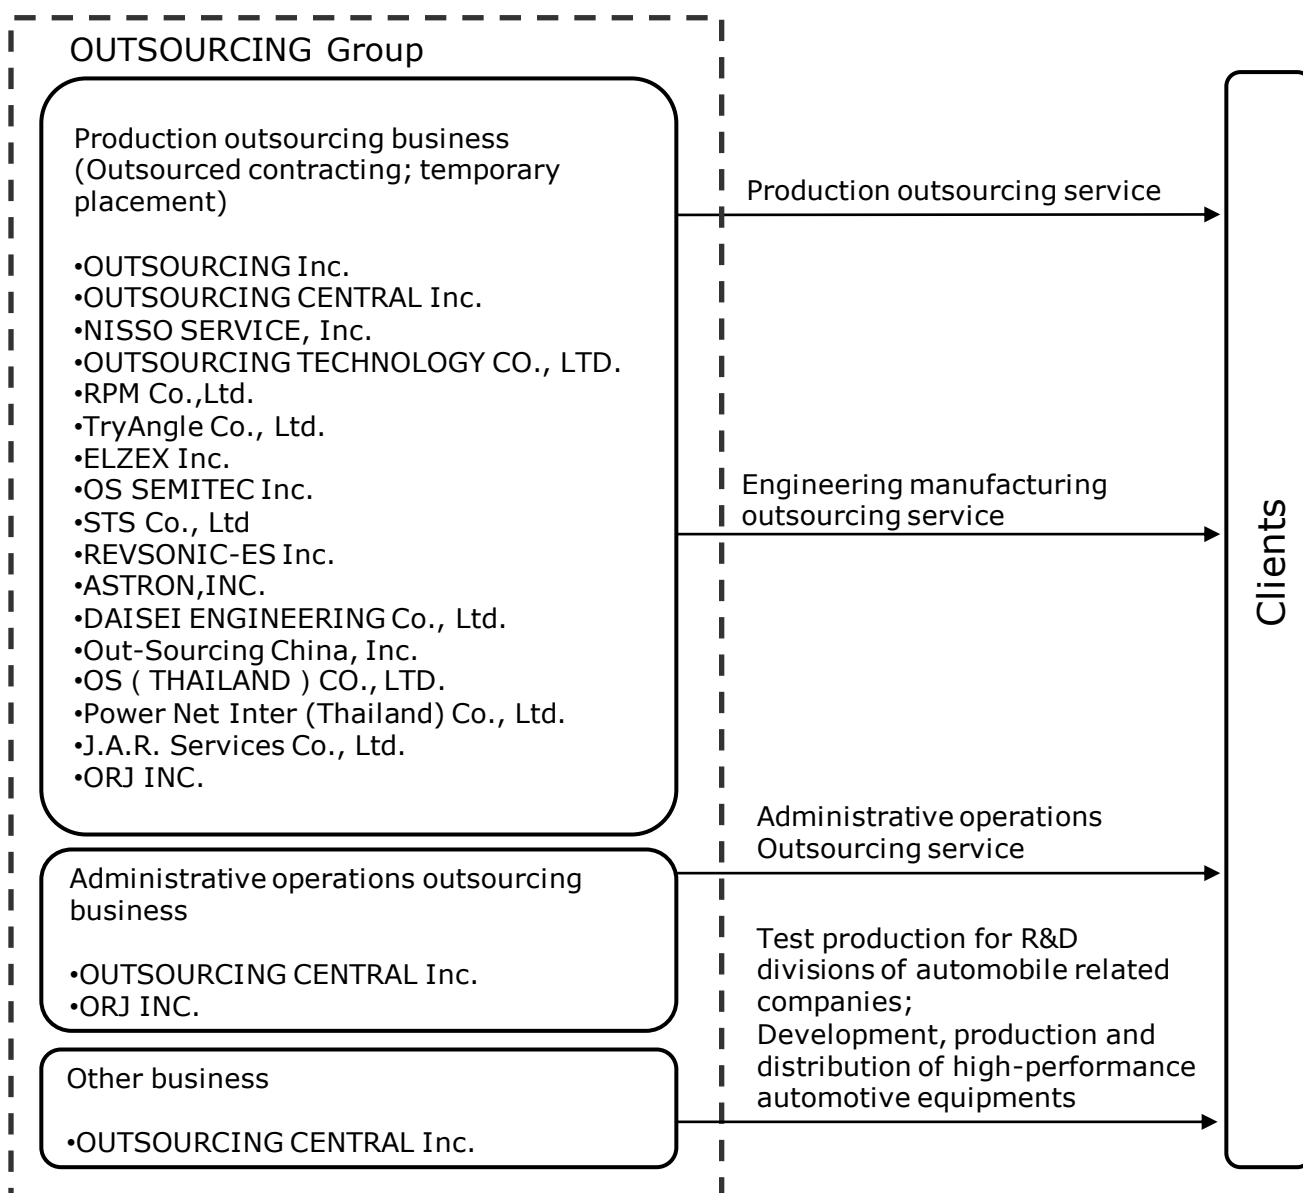 OUTSOURCING Group
Production outsourcing business
(Outsourced contracting; temporary
placement)
•OUTSOURCING Inc.
•OUTSOURCING CENTRAL Inc.
•NISSO SERVICE, Inc.
•OUTSOURCING TECHNOLOGY CO., LTD.
•RPM Co.,Ltd.
•TryAngle Co., Ltd.
•ELZEX Inc.
•OS SEMITEC Inc.
•STS Co., Ltd
•REVSONIC-ES Inc.
•ASTRON,INC.
•DAISEI ENGINEERING Co., Ltd.
•Out-Sourcing China, Inc.
•OS ( THAILAND ) CO., LTD.
•Power Net Inter (Thailand) Co., Ltd.
•J.A.R. Services Co., Ltd.
•ORJ INC.
Production outsourcing service
Engineering manufacturing
outsourcing service
Administrative operations outsourcing
business
•OUTSOURCING CENTRAL Inc.
•ORJ INC.
Administrative operations
Outsourcing service
Other business
•OUTSOURCING CENTRAL Inc.
Test production for R&D
divisions of automobile related
companies;
Development, production and
distribution of high-performance
automotive equipments
Clients